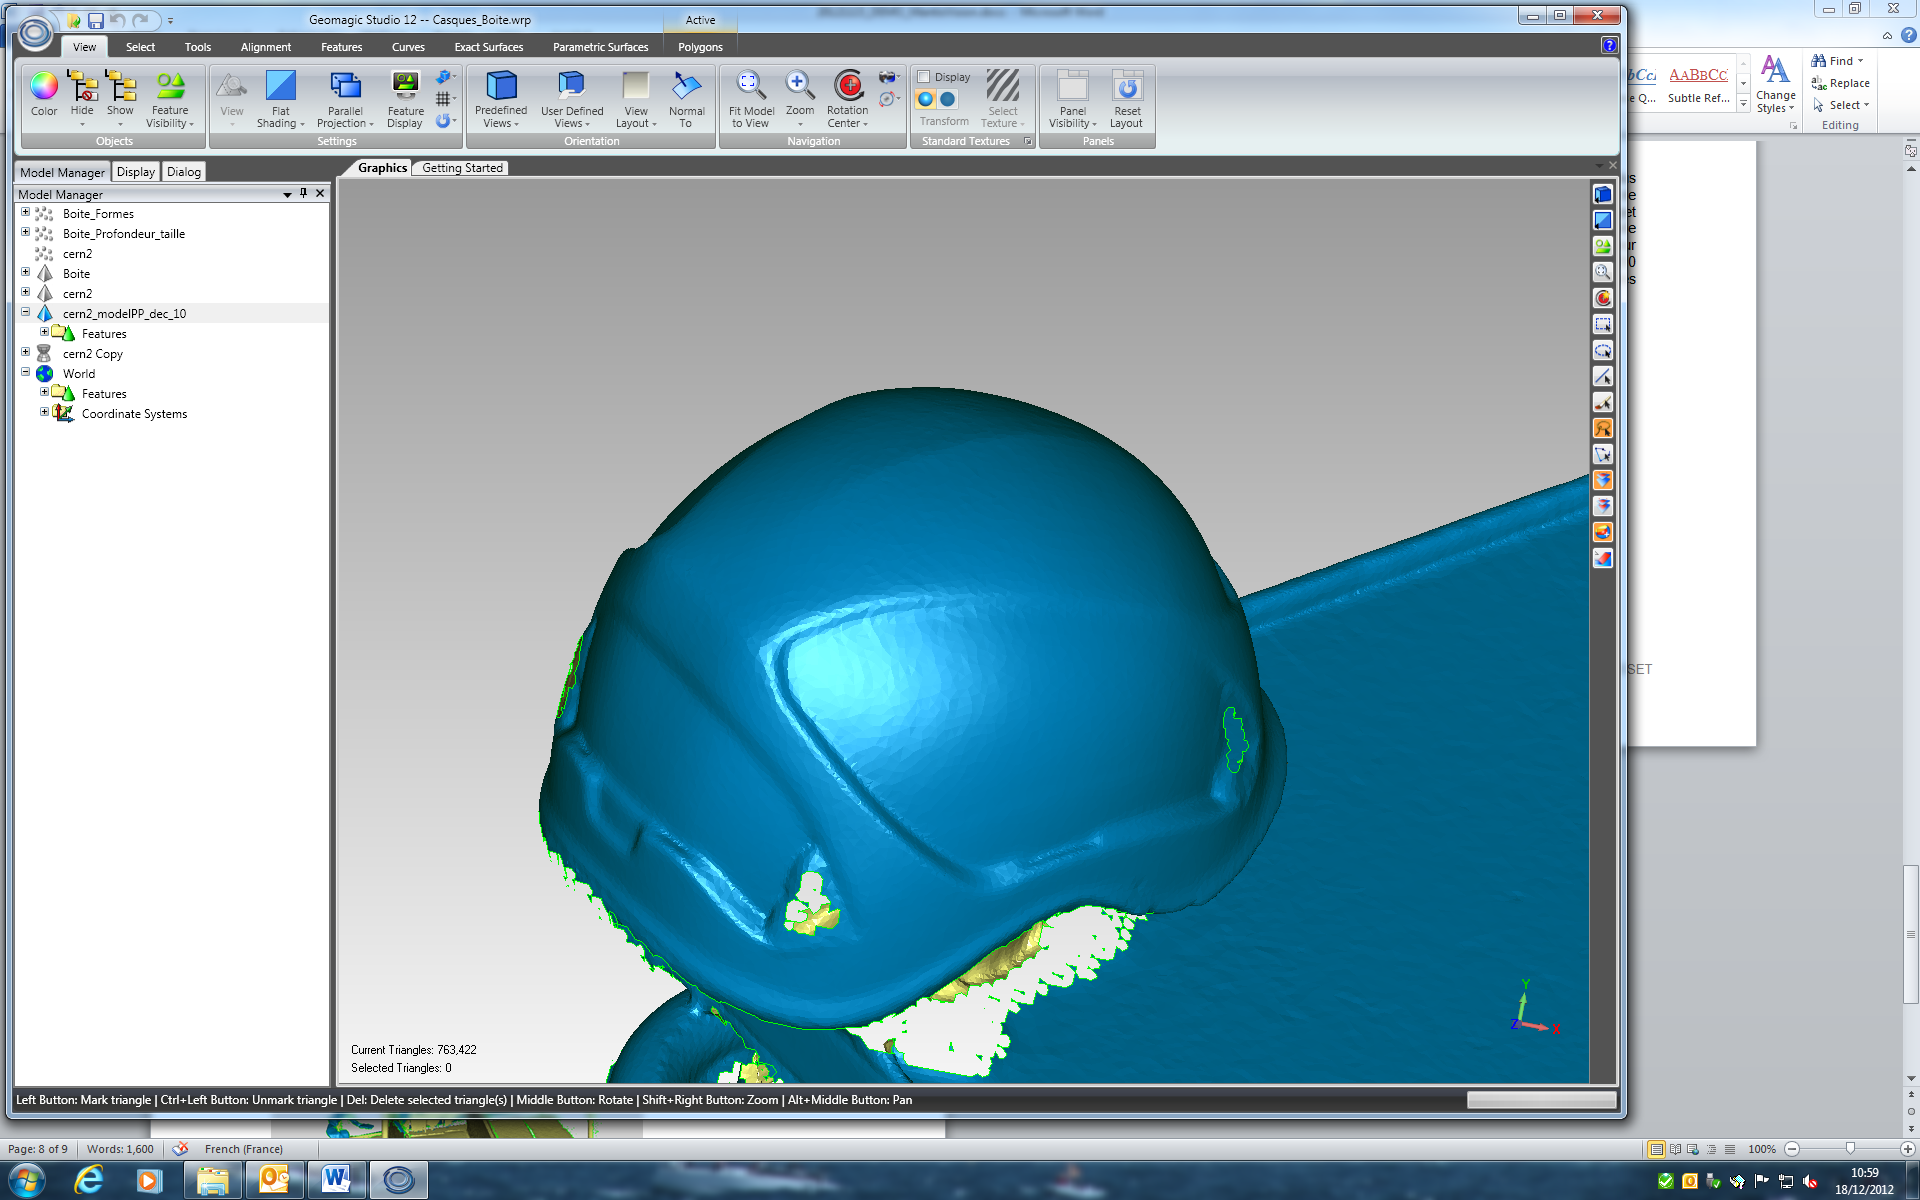 Geomagic Studio 12 -- Casques_Boite.wrp
Active
View Select Tools Alignment Features Curves Exact Surfaces Parametric Surfaces Polygons
Color
Hide
Show
Feature Visibility
Objects
View
Flat Shading
Parallel Projection
Feature Display
Settings
Predefined Views
User Defined Views
View Layout
Normal To
Orientation
Fit Model to View
Zoom
Rotation Center
Navigation
Display
Transform
Select Texture
Standard Textures
Panel Visibility
Reset Layout
Panels
AABBCC
Subtle Ref...
Change Styles
Find
Replace
Select
Editing
Model Manager Display Dialog
Model Manager
Boite_Formes
Boite_Profondeur_taille
cern2
Boite
cern2
cern2_modelPP_dec_10
Features
cern2 Copy
World
Features
Coordinate Systems
Graphics Getting Started
Current Triangles: 763,422
Selected Triangles: 0
Y
Z X
s
e
et
e
ur
0
s
SET
Left Button: Mark triangle | Ctrl+Left Button: Unmark triangle | Del: Delete selected triangle(s) | Middle Button: Rotate | Shift+Right Button: Zoom | Alt+Middle Button: Pan
Page: 8 of 9 Words: 1,600 French (France) 100%
10:59
18/12/2012